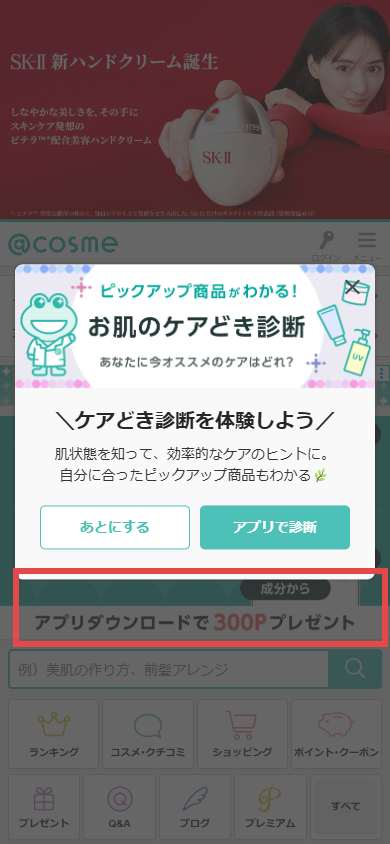 SK-II 新ハンドクリーム誕生
しなやかな美しさを、その手に
スキンケア発想の
ピテラ™*配合美容ハンドクリーム
SK-II
@cosme
ログイン
メニュー
ピックアップ商品がわかる！
お肌のケアどき診断
あなたに今オススメのケアはどれ？
UV
＼ケアどき診断を体験しよう／
肌状態を知って、効率的なケアのヒントに。
自分に合ったピックアップ商品もわかる
あとにする
アプリで診断
成分から
アプリダウンロードで300Pプレゼント
例）美肌の作り方、前髪アレンジ
ランキング
コスメ・クチコミ
ショッピング
ポイント・クーポン
プレゼント
Q&A
ブログ
プレミアム
すべて